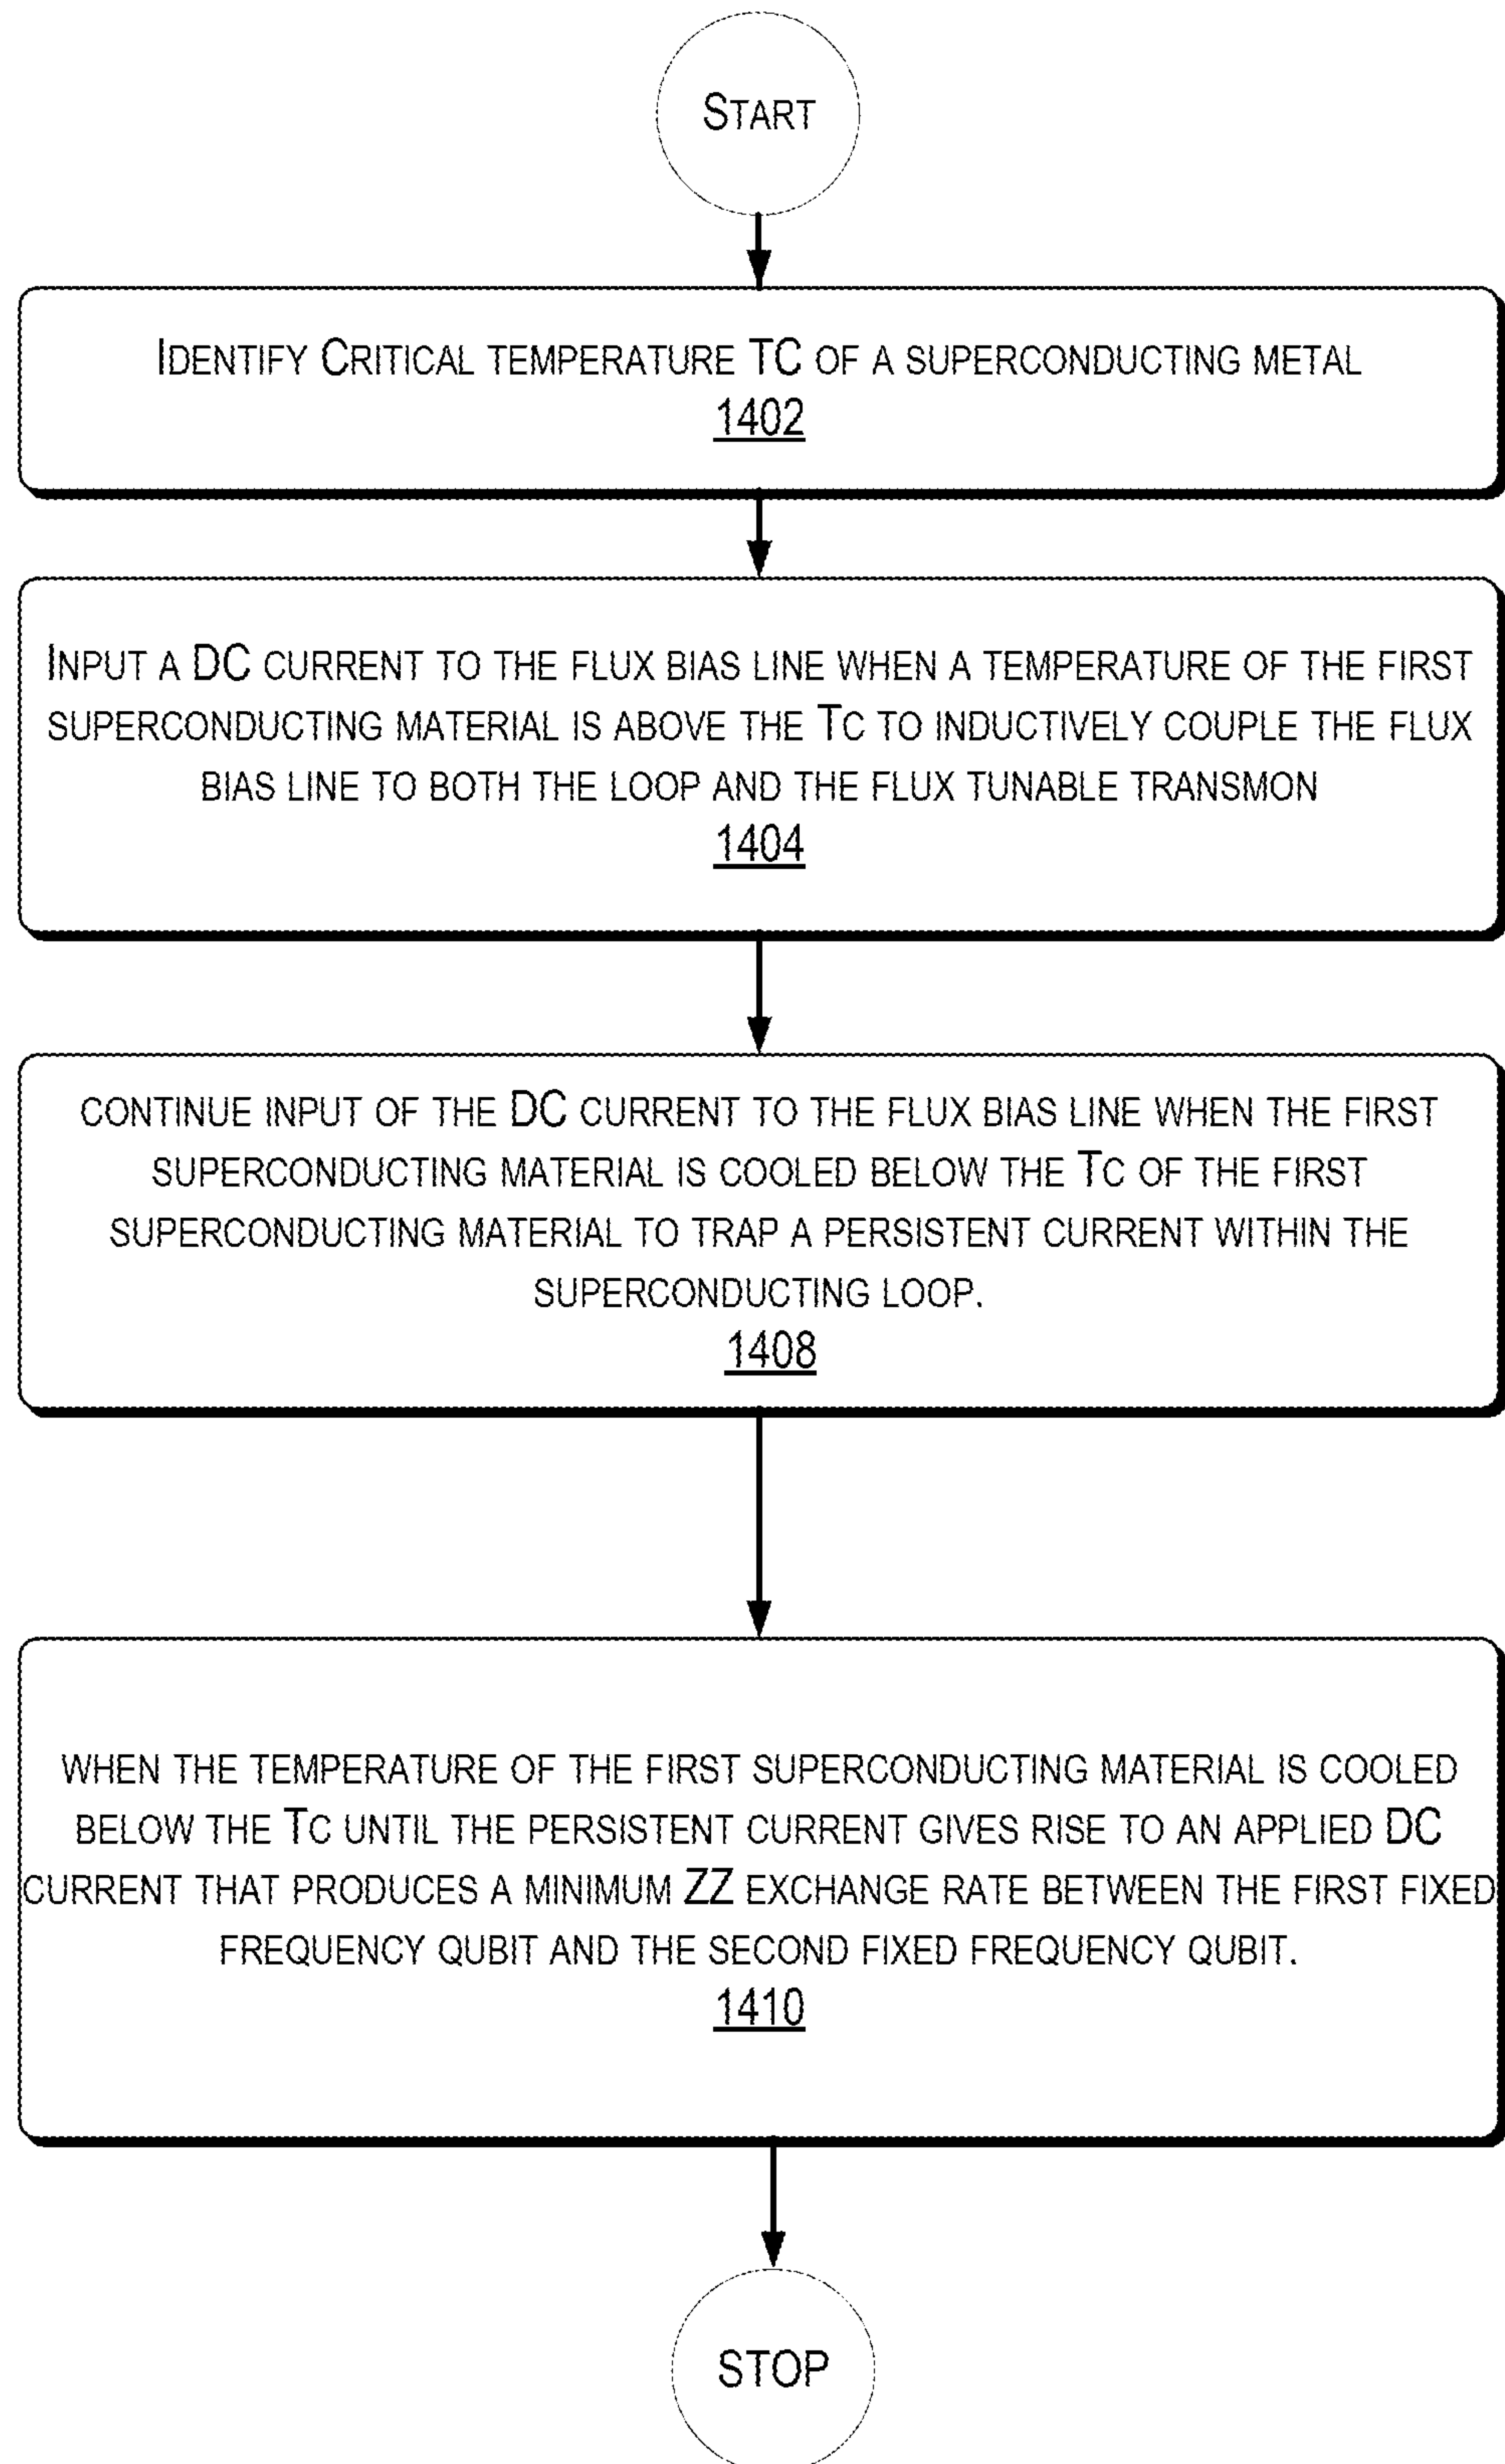 START
IDENTIFY CRITICAL TEMPERATURE TC OF A SUPERCONDUCTING METAL
1402
INPUT A DC CURRENT TO THE FLUX BIAS LINE WHEN A TEMPERATURE OF THE FIRST
SUPERCONDUCTING MATERIAL IS ABOVE THE TC TO INDUCTIVELY COUPLE THE FLUX
BIAS LINE TO BOTH THE LOOP AND THE FLUX TUNABLE TRANSMON
1404
CONTINUE INPUT OF THE DC CURRENT TO THE FLUX BIAS LINE WHEN THE FIRST
SUPERCONDUCTING MATERIAL IS COOLED BELOW THE TC OF THE FIRST
SUPERCONDUCTING MATERIAL TO TRAP A PERSISTENT CURRENT WITHIN THE
SUPERCONDUCTING LOOP.
1408
WHEN THE TEMPERATURE OF THE FIRST SUPERCONDUCTING MATERIAL IS COOLED
BELOW THE TC UNTIL THE PERSISTENT CURRENT GIVES RISE TO AN APPLIED DC
CURRENT THAT PRODUCES A MINIMUM ZZ EXCHANGE RATE BETWEEN THE FIRST FIXED
FREQUENCY QUBIT AND THE SECOND FIXED FREQUENCY QUBIT.
1410
STOP